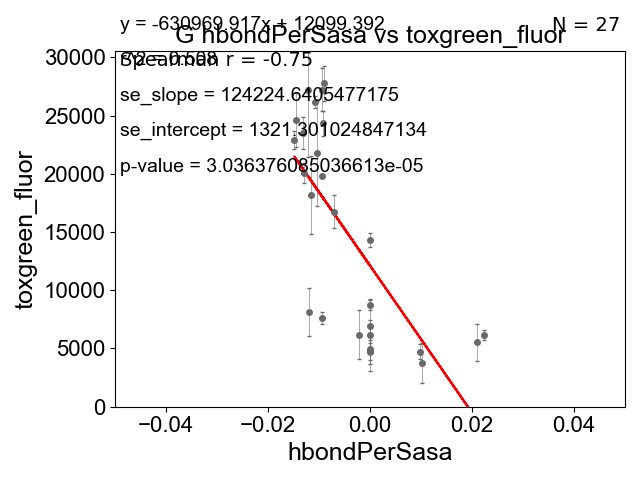 y = -630969.917x + 12099.392
N = 27
G hbondPerSasa vs toxgreen_fluor
Spearman r = -0.75
se_slope = 124224.6405477175
se_intercept = 1321.301024847134
p-value = 3.036376085036613e-05
toxgreen_fluor
30000
25000
20000
15000
10000
5000
0
−0.04
−0.02
0.00
0.02
0.04
hbondPerSasa